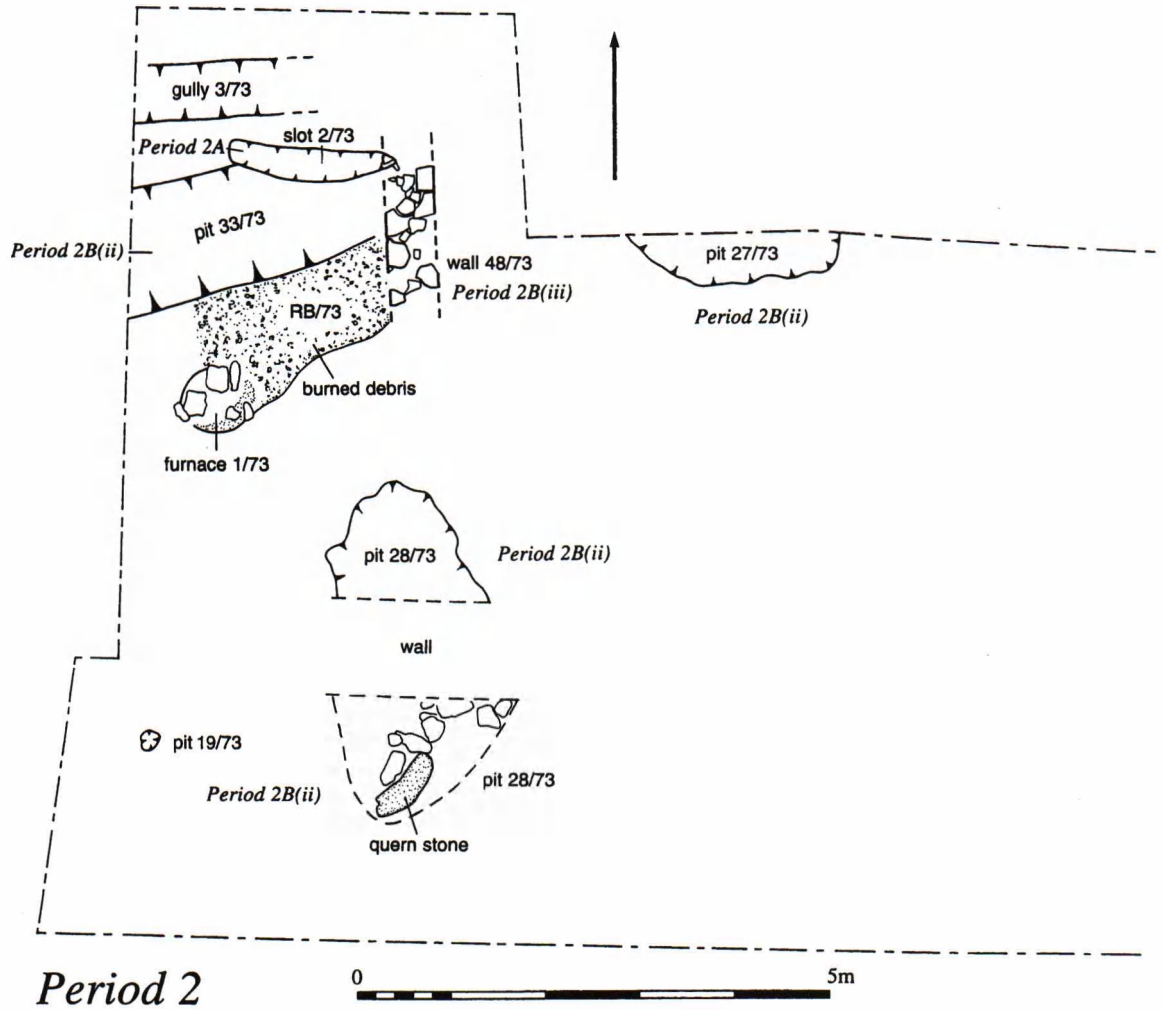 gully 3/73
slot 2/73
Period 2A
pit 33/73
Period 2B(ii)
wall 48/73
Period 2B(iii)
pit 27/73
Period 2B(ii)
RB/73
burned debris
furnace 1/73
pit 28/73
Period 2B(ii)
wall
pit 19/73
Period 2B(ii)
pit 28/73
quern stone
Period 2
0
5m